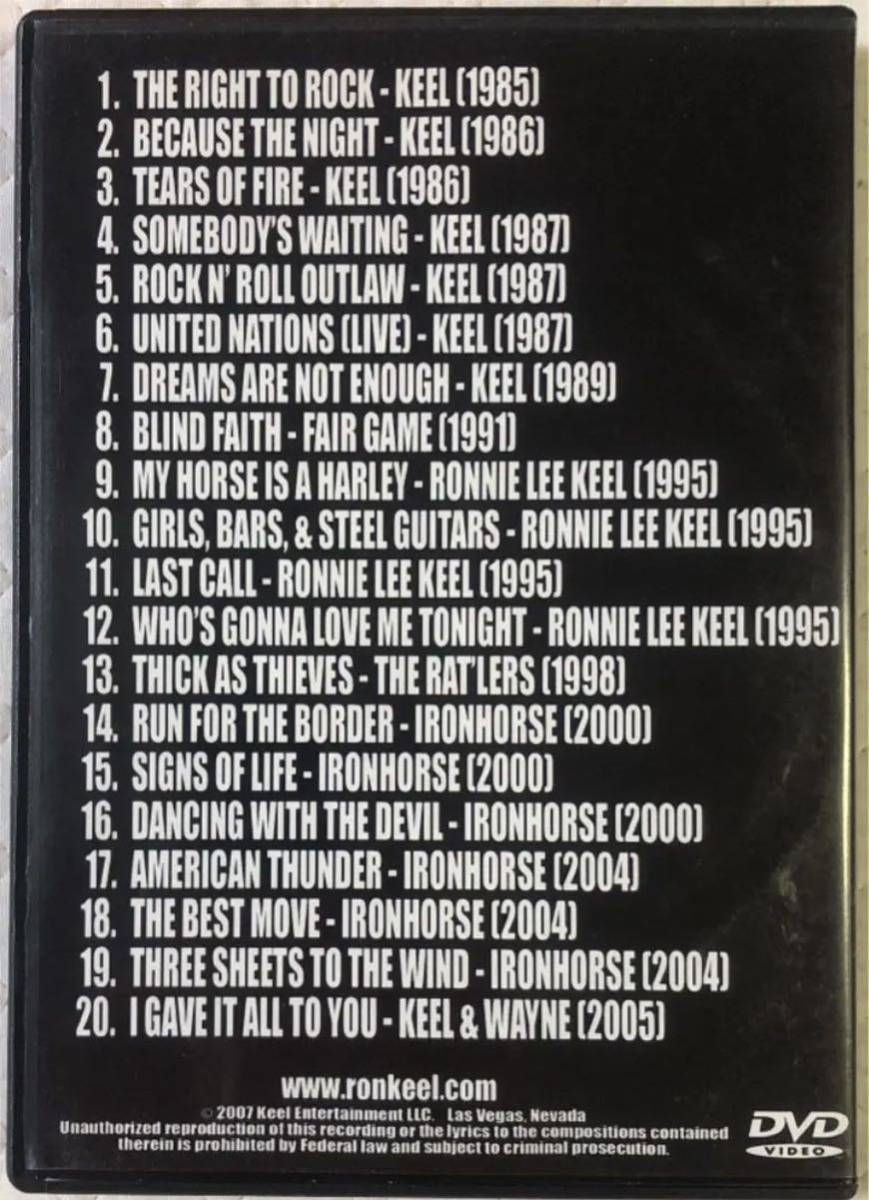 1. THE RIGHT TO ROCK - KEEL (1985)
2. BECAUSE THE NIGHT - KEEL (1986)
3. TEARS OF FIRE - KEEL (1986)
4. SOMEBODY'S WAITING - KEEL (1987)
5. ROCK N' ROLL OUTLAW - KEEL (1987)
6. UNITED NATIONS (LIVE) - KEEL (1987)
7. DREAMS ARE NOT ENOUGH - KEEL (1989)
8. BLIND FAITH - FAIR GAME (1991)
9. MY HORSE IS A HARLEY - RONNIE LEE KEEL (1995)
10. GIRLS, BARS, & STEEL GUITARS - RONNIE LEE KEEL (1995)
11. LAST CALL - RONNIE LEE KEEL (1995)
12. WHO'S GONNA LOVE ME TONIGHT - RONNIE LEE KEEL (1995)
13. THICK AS THIEVES - THE RAT'LERS (1998)
14. RUN FOR THE BORDER - IRONHORSE (2000)
15. SIGNS OF LIFE - IRONHORSE (2000)
16. DANCING WITH THE DEVIL - IRONHORSE (2000)
17. AMERICAN THUNDER - IRONHORSE (2004)
18. THE BEST MOVE - IRONHORSE (2004)
19. THREE SHEETS TO THE WIND - IRONHORSE (2004)
20. I GAVE IT ALL TO YOU - KEEL & WAYNE (2005)
www.ronkeel.com
© 2007 Keel Entertainment LLC. Las Vegas, Nevada
Unauthorized reproduction of this recording or the lyrics to the compositions contained
therein is prohibited by Federal law and subject to criminal prosecution.
DVD
VIDEO